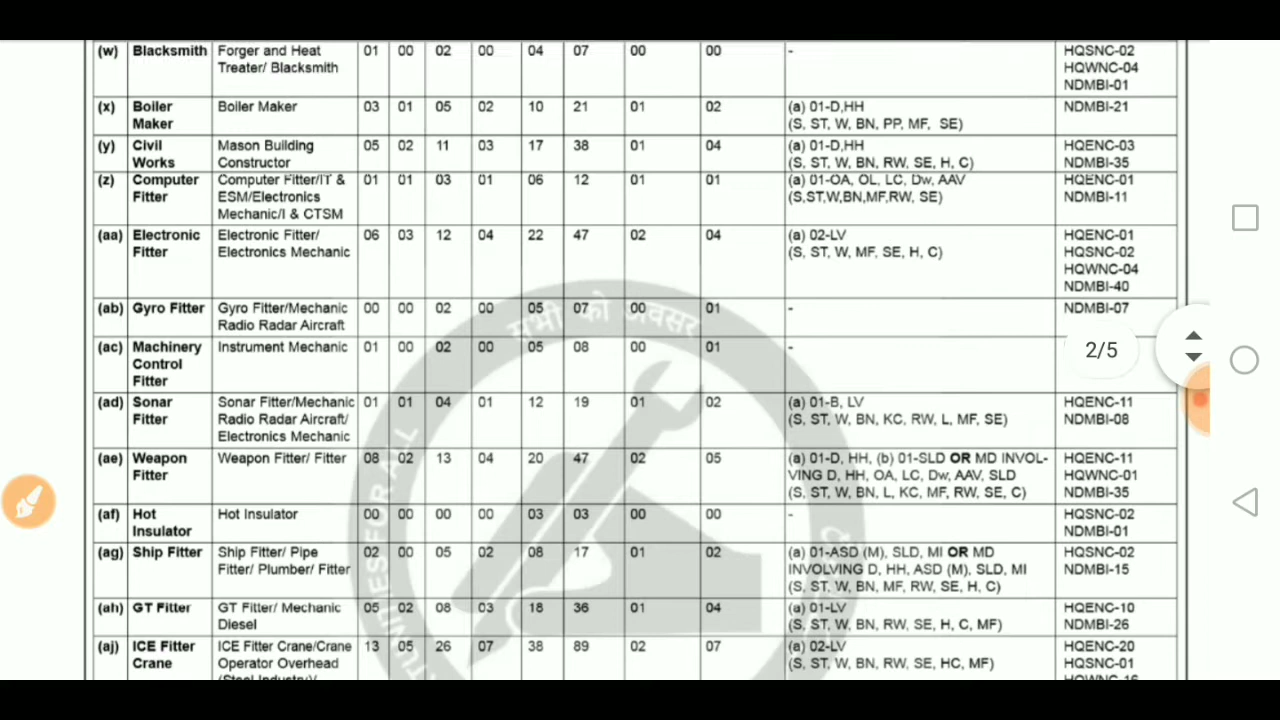 (w) Blacksmith Forger and Heat 01 00 02 00 04 07 00 00 - HQSNC-02
Treater/ Blacksmith HQWNC-04
NDMBI-01
(x) Boiler Boiler Maker 03 01 05 02 10 21 01 02 (a) 01-D,HH NDMBI-21
Maker (S, ST, W, BN, PP, MF, SE)
(y) Civil Mason Building 05 02 11 03 17 38 01 04 (a) 01-D,HH HQENC-03
Works Constructor (S, ST, W, BN, RW, SE, H, C) NDMBI-35
(z) Computer Computer Fitter/IT & 01 01 03 01 06 12 01 01 (a) 01-OA, OL, LC, Dw, AAV HQENC-01
Fitter ESM/Electronics (S,ST,W,BN,MF,RW, SE) NDMBI-11
Mechanic/I & CTSM
(aa) Electronic Electronic Fitter/ 06 03 12 04 22 47 02 04 (a) 02-LV HQENC-01
Fitter Electronics Mechanic (S, ST, W, MF, SE, H, C) HQSNC-02
HQWNC-04
NDMBI-40
(ab) Gyro Fitter Gyro Fitter/Mechanic 00 00 02 00 05 07 00 01 - NDMBI-07
Radio Radar Aircraft
(ac) Machinery Instrument Mechanic 01 00 02 00 05 08 00 01 -
Control
Fitter
2/5
(ad) Sonar Sonar Fitter/Mechanic 01 01 04 01 12 19 01 02 (a) 01-B, LV HQENC-11
Fitter Radio Radar Aircraft/ (S, ST, W, BN, KC, RW, L, MF, SE) NDMBI-08
Electronics Mechanic
(ae) Weapon Weapon Fitter/ Fitter 08 02 13 04 20 47 02 05 (a) 01-D, HH, (b) 01-SLD OR MD INVOL- HQENC-11
Fitter VING D, HH, OA, LC, Dw, AAV, SLD HQWNC-01
(S, ST, W, BN, L, KC, MF, RW, SE, C) NDMBI-35
(af) Hot Hot Insulator 00 00 00 00 03 03 00 00 - HQSNC-02
Insulator NDMBI-01
(ag) Ship Fitter Ship Fitter/ Pipe 02 00 05 02 08 17 01 02 (a) 01-ASD (M), SLD, MI OR MD HQSNC-02
Fitter/ Plumber/ Fitter INVOLVING D, HH, ASD (M), SLD, MI NDMBI-15
(S, ST, W, BN, MF, RW, SE, H, C)
(ah) GT Fitter GT Fitter/ Mechanic 05 02 08 03 18 36 01 04 (a) 01-LV HQENC-10
Diesel (S, ST, W, BN, RW, SE, H, C, MF) NDMBI-26
(aj) ICE Fitter ICE Fitter Crane/Crane 13 05 26 07 38 89 02 07 (a) 02-LV HQENC-20
Crane Operator Overhead (S, ST, W, BN, RW, SE, HC, MF) HQSNC-01
(Steel Industry)/ HQWNC-16
सभी को अवसर